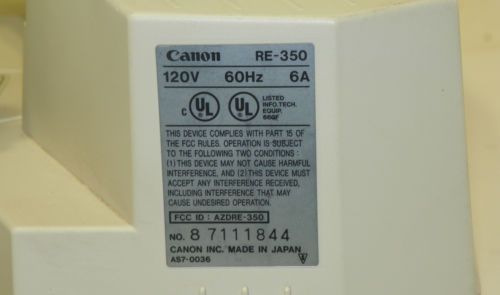 Canon RE-350
120V 60Hz 6A
C UL UL LISTED
INFO.TECH.
EQUIP.
THIS DEVICE COMPLIES WITH PART 15 OF
THE FCC RULES. OPERATION IS SUBJECT
TO THE FOLLOWING TWO CONDITIONS :
(1) THIS DEVICE MAY NOT CAUSE HARMFUL
INTERFERENCE, AND (2) THIS DEVICE MUST
ACCEPT ANY INTERFERENCE RECEIVED,
INCLUDING INTERFERENCE THAT MAY
CAUSE UNDESIRED OPERATION.
FCC ID : AZDRE-350
NO. 8 7111844
CANON INC. MADE IN JAPAN
AS7-0036